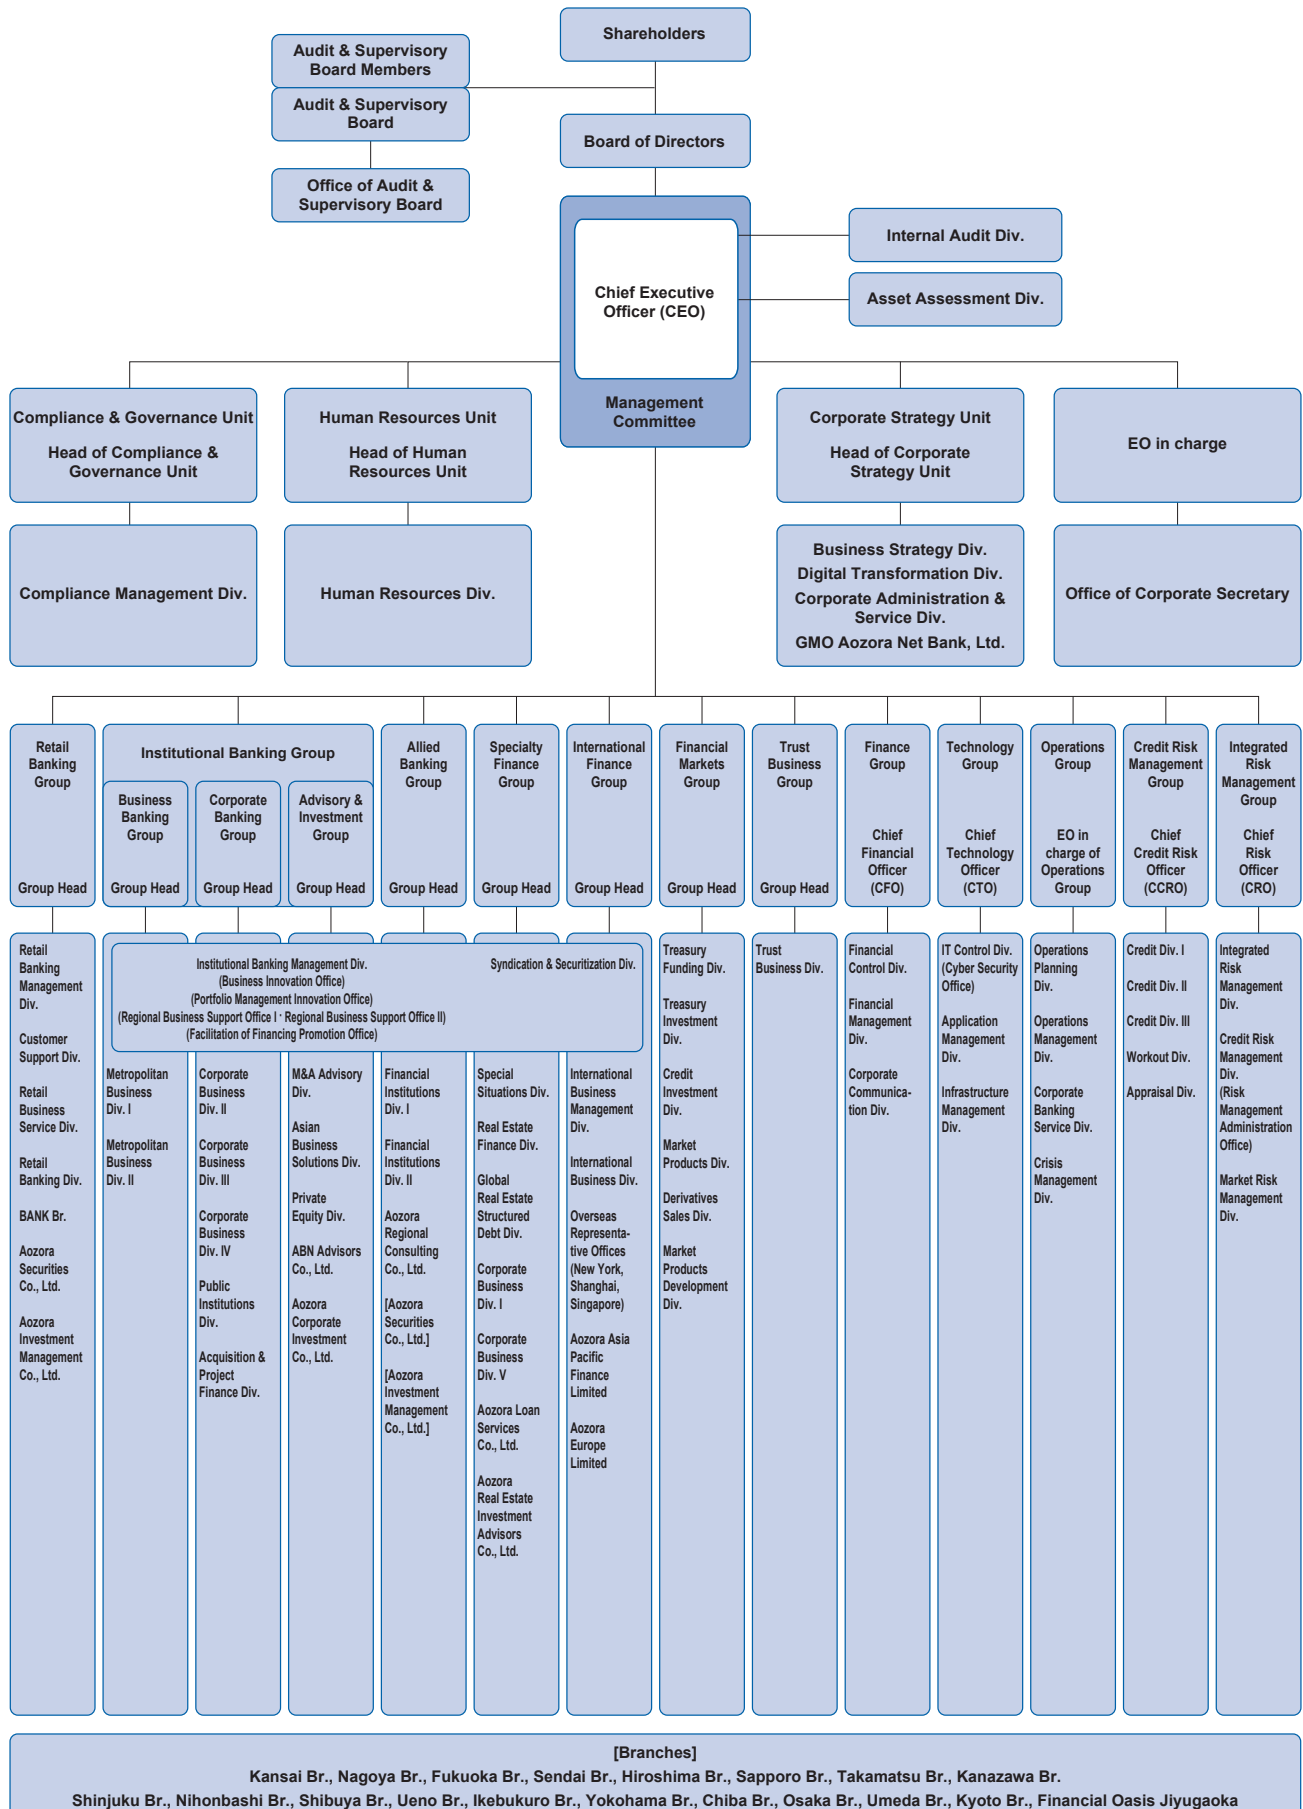 Shareholders
Audit & Supervisory
Board Members
Audit & Supervisory
Board
Board of Directors
Office of Audit &
Supervisory Board
Internal Audit Div.
Chief Executive
Officer (CEO)
Asset Assessment Div.
Management
Committee
Compliance & Governance Unit
Head of Compliance &
Governance Unit
Human Resources Unit
Head of Human
Resources Unit
Corporate Strategy Unit
Head of Corporate
Strategy Unit
EO in charge
Compliance Management Div.
Human Resources Div.
Business Strategy Div.
Digital Transformation Div.
Corporate Administration &
Service Div.
GMO Aozora Net Bank, Ltd.
Office of Corporate Secretary
Retail
Banking
Group
Group Head
Institutional Banking Group
Business
Banking
Group
Group Head
Corporate
Banking
Group
Group Head
Advisory &
Investment
Group
Group Head
Allied
Banking
Group
Group Head
Specialty
Finance
Group
Group Head
International
Finance
Group
Group Head
Financial
Markets
Group
Group Head
Trust
Business
Group
Group Head
Finance
Group
Chief
Financial
Officer
(CFO)
Technology
Group
Chief
Technology
Officer
(CTO)
Operations
Group
EO in
charge of
Operations
Group
Credit Risk
Management
Group
Chief
Credit Risk
Officer
(CCRO)
Integrated
Risk
Management
Group
Chief
Risk
Officer
(CRO)
Retail
Banking
Management
Div.
Customer
Support Div.
Retail
Business
Service Div.
Retail
Banking Div.
BANK Br.
Aozora
Securities
Co., Ltd.
Aozora
Investment
Management
Co., Ltd.
Institutional Banking Management Div.
(Business Innovation Office)
(Portfolio Management Innovation Office)
(Regional Business Support Office I · Regional Business Support Office II)
(Facilitation of Financing Promotion Office)
Syndication & Securitization Div.
Metropolitan
Business
Div. I
Metropolitan
Business
Div. II
Corporate
Business
Div. II
Corporate
Business
Div. III
Corporate
Business
Div. IV
Public
Institutions
Div.
Acquisition &
Project
Finance Div.
M&A Advisory
Div.
Asian
Business
Solutions Div.
Private
Equity Div.
ABN Advisors
Co., Ltd.
Aozora
Corporate
Investment
Co., Ltd.
Financial
Institutions
Div. I
Financial
Institutions
Div. II
Aozora
Regional
Consulting
Co., Ltd.
[Aozora
Securities
Co., Ltd.]
[Aozora
Investment
Management
Co., Ltd.]
Special
Situations Div.
Real Estate
Finance Div.
Global
Real Estate
Structured
Debt Div.
Corporate
Business
Div. I
Corporate
Business
Div. V
Aozora Loan
Services
Co., Ltd.
Aozora
Real Estate
Investment
Advisors
Co., Ltd.
International
Business
Management
Div.
International
Business Div.
Overseas
Representa-
tive Offices
(New York,
Shanghai,
Singapore)
Aozora Asia
Pacific
Finance
Limited
Aozora
Europe
Limited
Treasury
Funding Div.
Treasury
Investment
Div.
Credit
Investment
Div.
Market
Products Div.
Derivatives
Sales Div.
Market
Products
Development
Div.
Trust
Business Div.
Financial
Control Div.
Financial
Management
Div.
Corporate
Communica-
tion Div.
IT Control Div.
(Cyber Security
Office)
Application
Management
Div.
Infrastructure
Management
Div.
Operations
Planning
Div.
Operations
Management
Div.
Corporate
Banking
Service Div.
Crisis
Management
Div.
Credit Div. I
Credit Div. II
Credit Div. III
Workout Div.
Appraisal Div.
Integrated
Risk
Management
Div.
Credit Risk
Management
Div.
(Risk
Management
Administration
Office)
Market Risk
Management
Div.
[Branches]
Kansai Br., Nagoya Br., Fukuoka Br., Sendai Br., Hiroshima Br., Sapporo Br., Takamatsu Br., Kanazawa Br.
Shinjuku Br., Nihonbashi Br., Shibuya Br., Ueno Br., Ikebukuro Br., Yokohama Br., Chiba Br., Osaka Br., Umeda Br., Kyoto Br., Financial Oasis Jiyugaoka